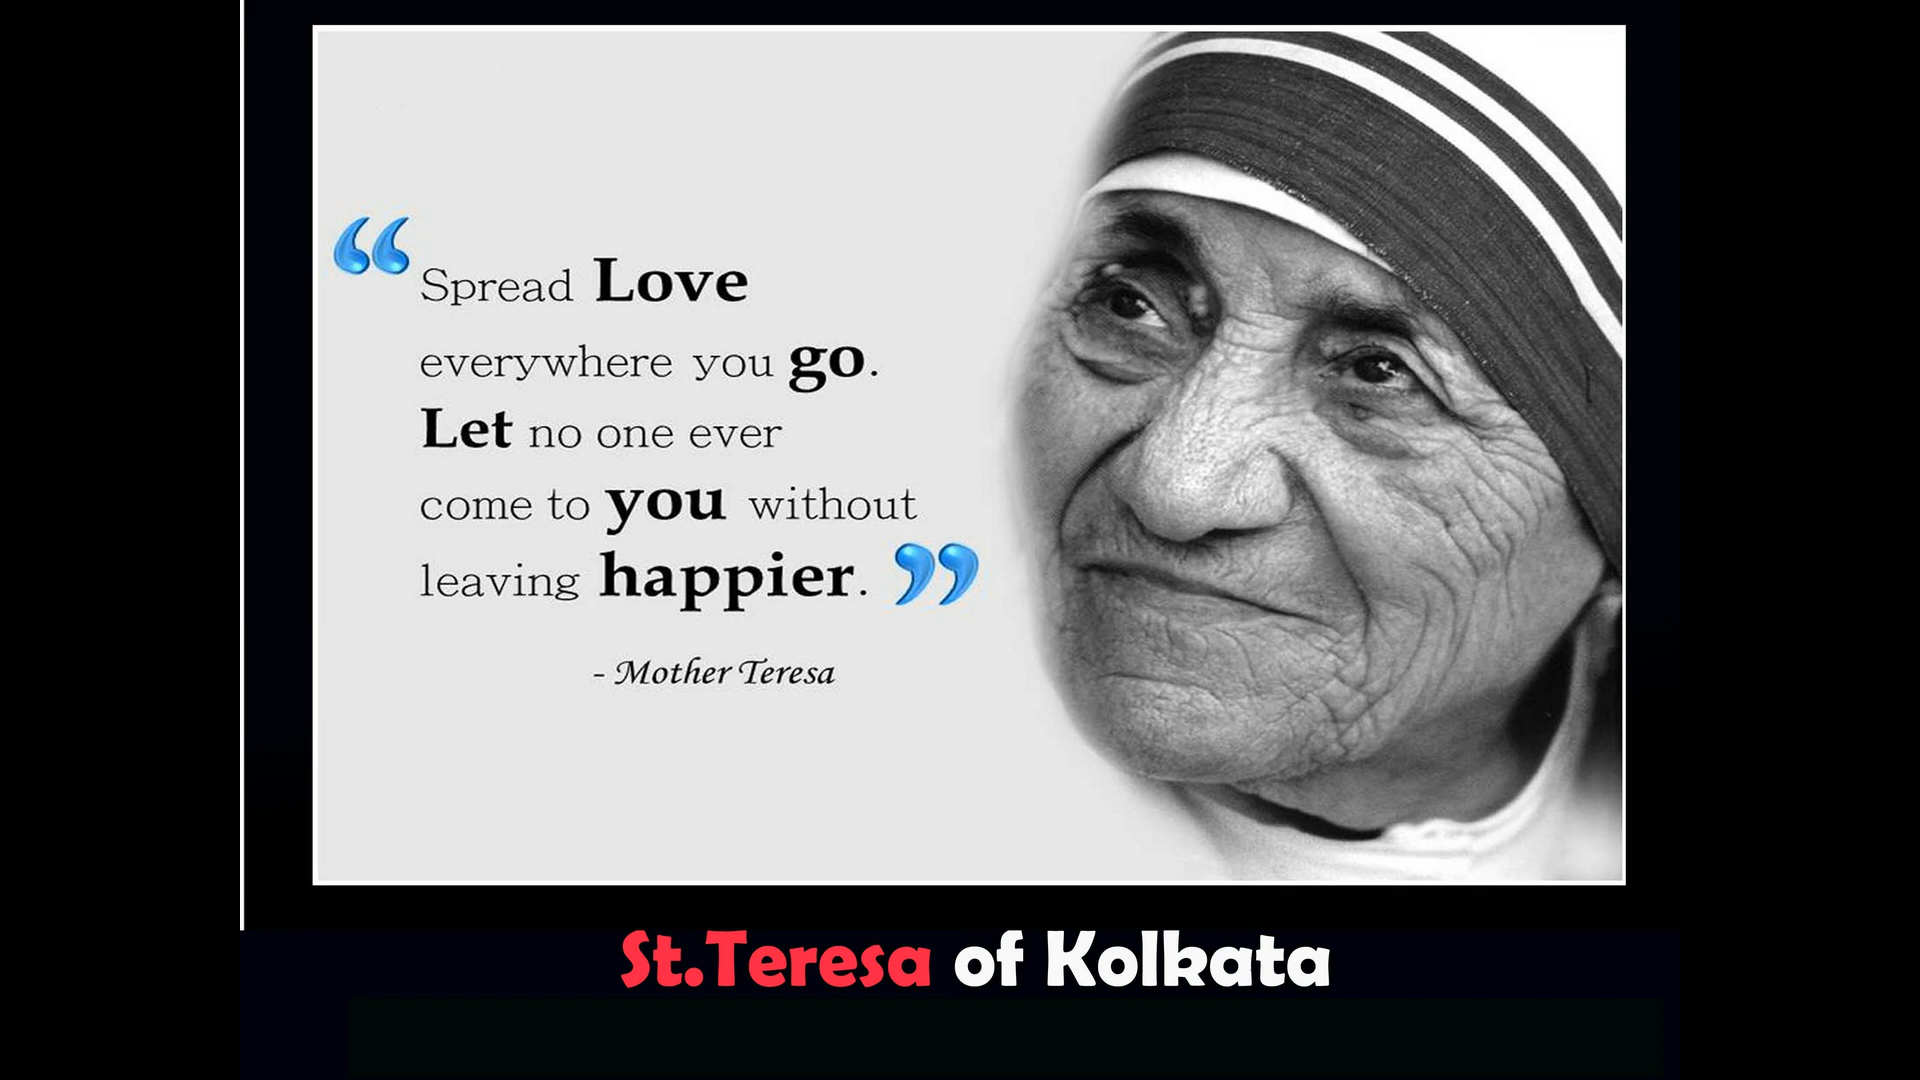 “Spread Love
everywhere you go.
Let no one ever
come to you without
leaving happier.”
- Mother Teresa
St.Teresa of Kolkata